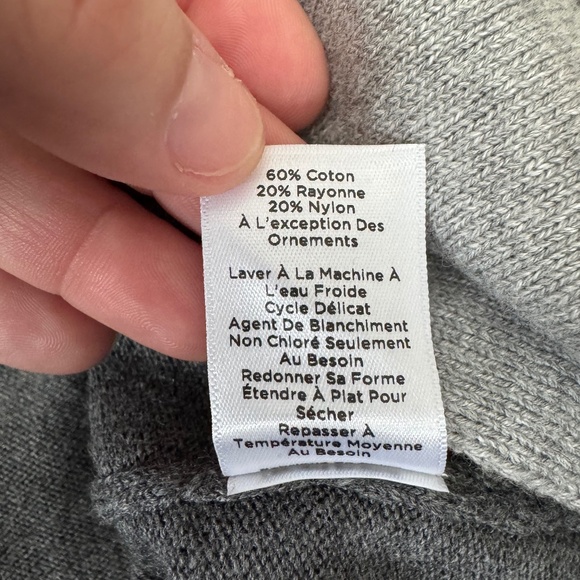 60% Coton
20% Rayonne
20% Nylon
À L'exception Des
Ornements
Laver À La Machine À
L'eau Froide
Cycle Délicat
Agent De Blanchiment
Non Chloré Seulement
Au Besoin
Redonner Sa Forme
Étendre À Plat Pour
Sécher
Repasser À
Température Moyenne
Au Besoin